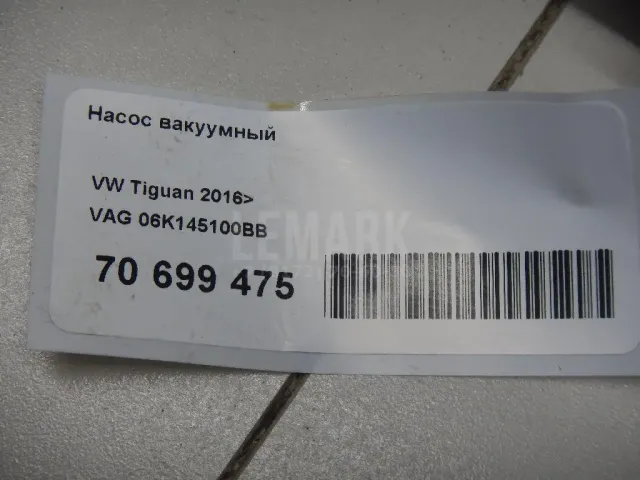 Насос вакуумный
VW Tiguan 2016>
VAG 06K145100BB
LEMARK
70 699 475